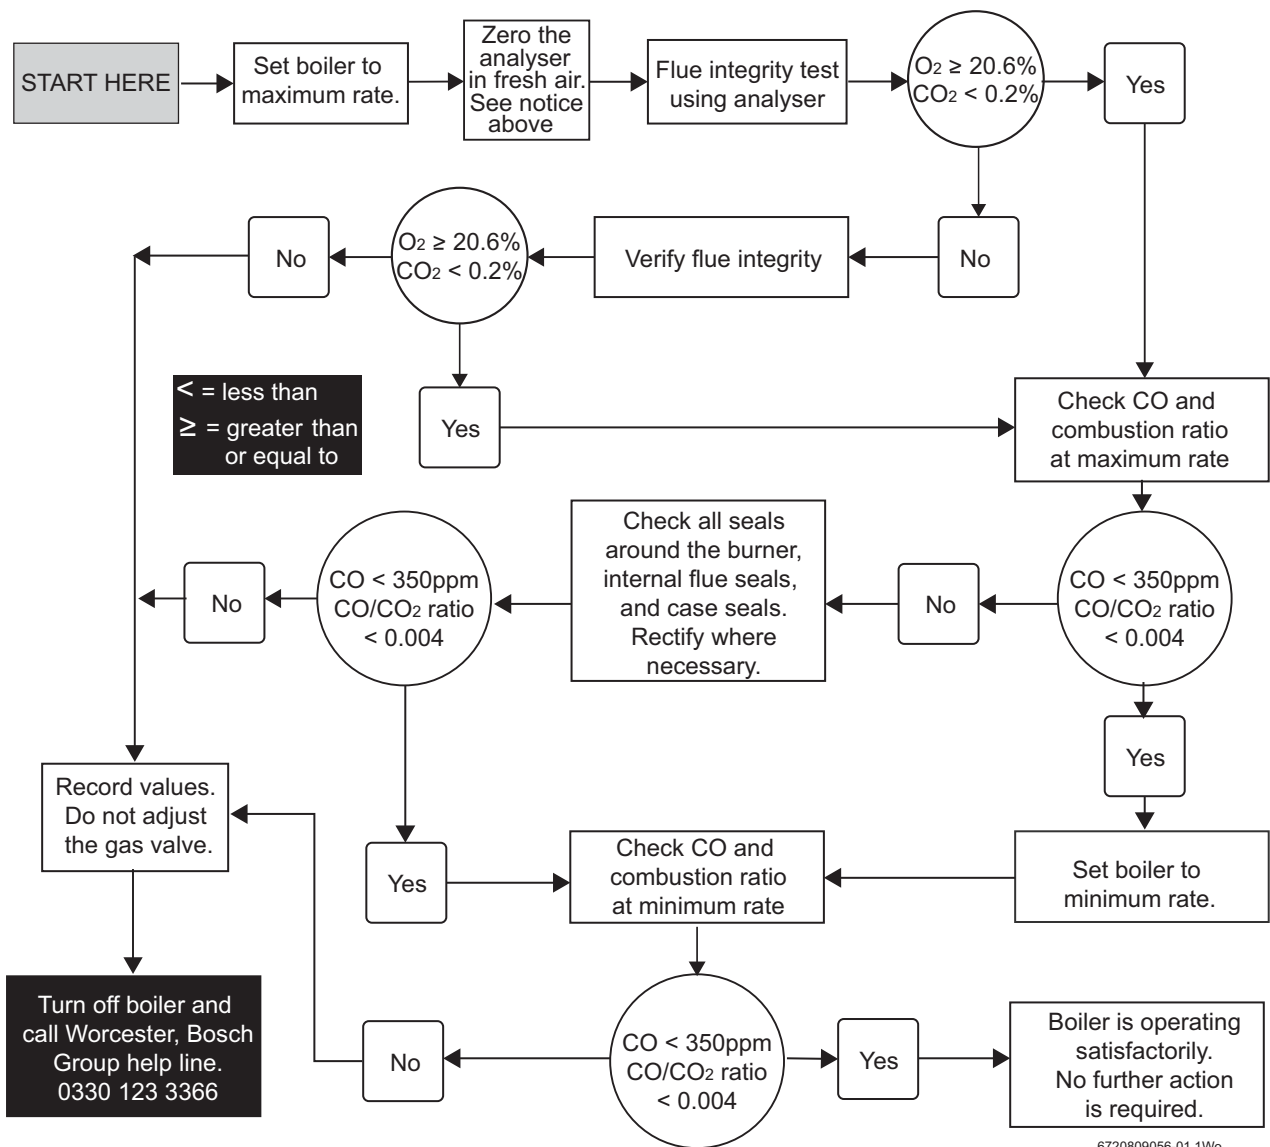 START HERE
Set boiler to
maximum rate.
Zero the
analyser
in fresh air.
See notice
above
Flue integrity test
using analyser
O2 ≥ 20.6%
CO2 < 0.2%
Yes
No
Verify flue integrity
O2 ≥ 20.6%
CO2 < 0.2%
No
Yes
< = less than
≥ = greater than
or equal to
Check CO and
combustion ratio
at maximum rate
CO < 350ppm
CO/CO2 ratio
< 0.004
No
Check all seals
around the burner,
internal flue seals,
and case seals.
Rectify where
necessary.
CO < 350ppm
CO/CO2 ratio
< 0.004
No
Yes
Yes
Set boiler to
minimum rate.
Check CO and
combustion ratio
at minimum rate
CO < 350ppm
CO/CO2 ratio
< 0.004
No
Yes
Boiler is operating
satisfactorily.
No further action
is required.
Record values.
Do not adjust
the gas valve.
Turn off boiler and
call Worcester, Bosch
Group help line.
0330 123 3366
6720809056-01.1Wo